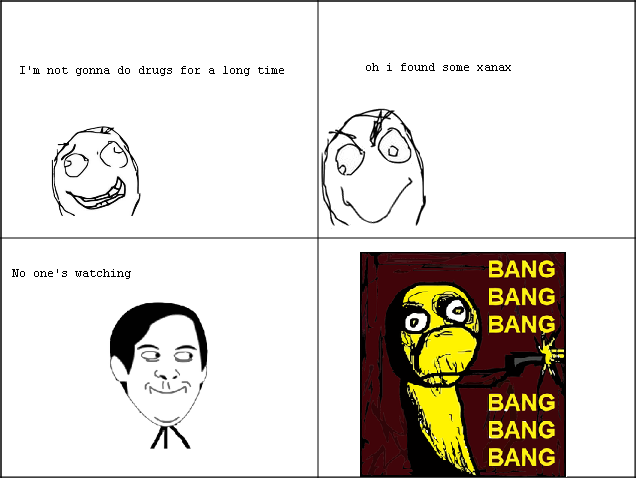 I'm not gonna do drugs for a long time
oh i found some xanax
No one's watching
BANG
BANG
BANG
BANG
BANG
BANG